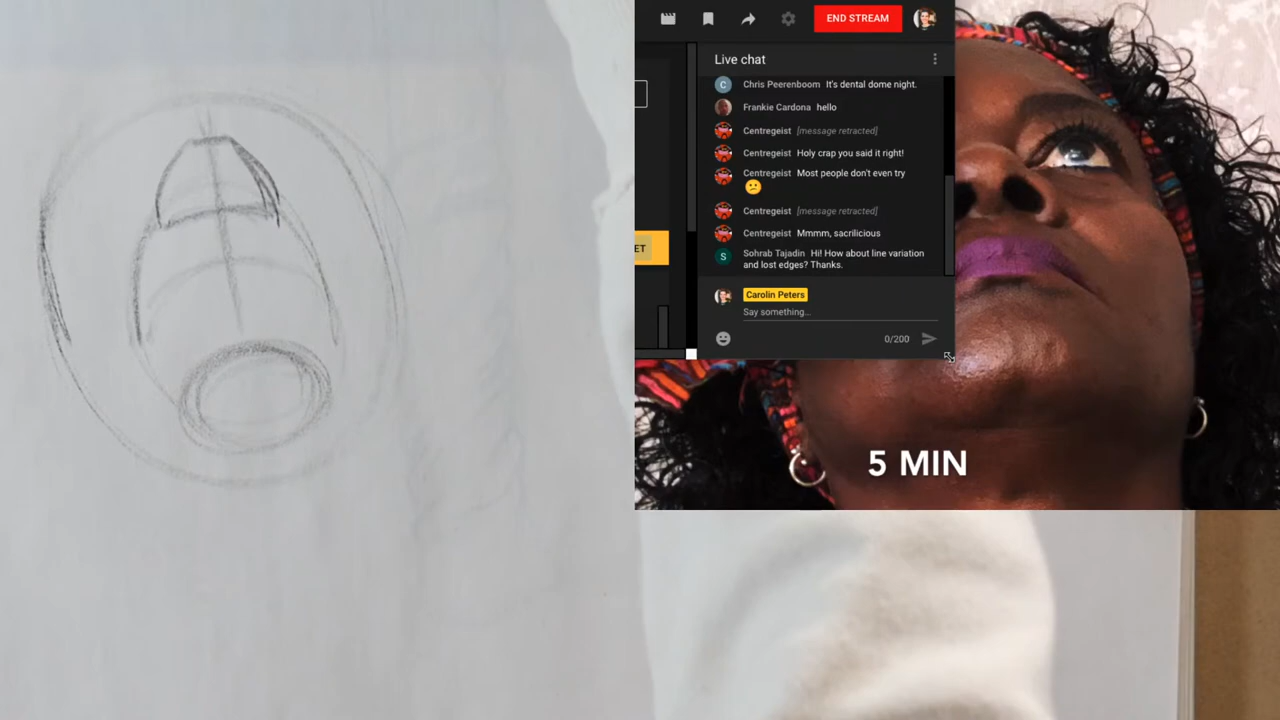 END STREAM
Live chat
C Chris Peerenboom It's dental dome night.
Frankie Cardona hello
Centregeist [message retracted]
Centregeist Holy crap you said it right!
Centregeist Most people don't even try
Centregeist [message retracted]
Centregeist Mmmm, sacrilicious
S Sohrab Tajadin Hi! How about line variation
and lost edges? Thanks.
ET
Carolin Peters
Say something...
0/200
5 MIN